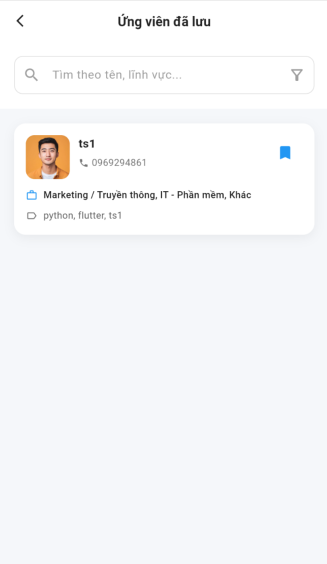 Ứng viên đã lưu
Tìm theo tên, lĩnh vực...
ts1
0969294861
Marketing / Truyền thông, IT - Phần mềm, Khác
python, flutter, ts1